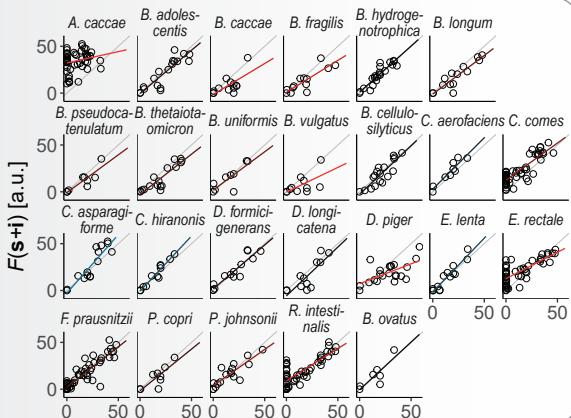 A. caccae
B. adoles-
centis
B. caccae
B. fragilis
B. hydroge-
notrophica
B. longum
50
0
B. pseudoca-
tenulatum
B. thetaiota-
omicron
B. uniformis
B. vulgatus
B. cellulo-
silyticus
C. aerofaciens
C. comes
50
0
C. asparagi-
forme
C. hiranonis
D. formici-
generans
D. longi-
catena
D. piger
E. lenta
E. rectale
50
0
0
50
0
50
F. prausnitzii
P. copri
P. johnsonii
R. intesti-
nalis
B. ovatus
50
0
0
50
0
50
0
50
0
50
0
50
F(s+i) [a.u.]